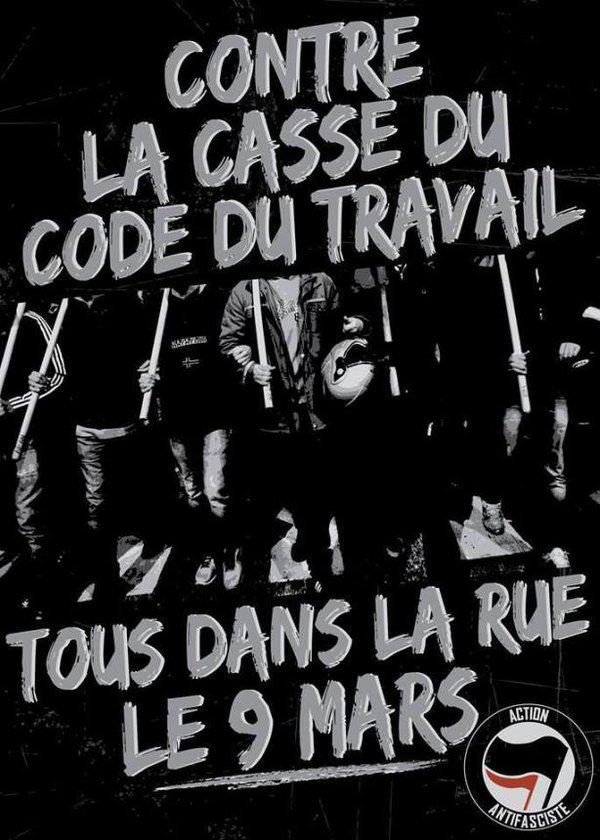 CONTRE
LA CASSE DU
CODE DU TRAVAIL
TOUS DANS LA RUE
LE 9 MARS
ACTION
ANTIFASCISTE